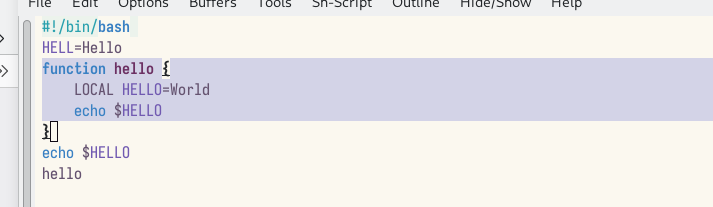 File Edit Options Buffers Tools Sh-Script Outline Hide/Show Help
#!/bin/bash
HELL=Hello
function hello {
    LOCAL HELLO=World
    echo $HELLO
}
echo $HELLO
hello